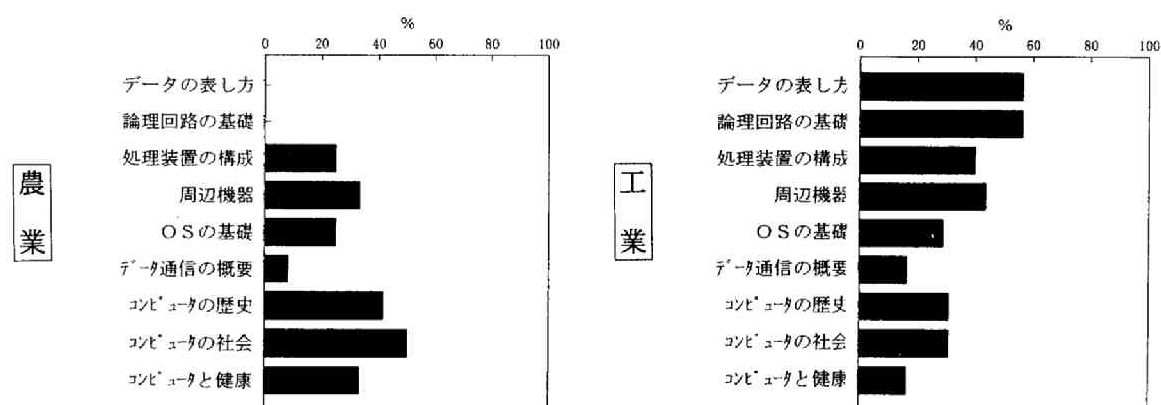 農業
%
0 20 40 60 80 100
データの表し方
論理回路の基礎
処理装置の構成
周辺機器
OSの基礎
データ通信の概要
コンピュータの歴史
コンピュータの社会
コンピュータと健康
工業
%
0 20 40 60 80 100
データの表し方
論理回路の基礎
処理装置の構成
周辺機器
OSの基礎
データ通信の概要
コンピュータの歴史
コンピュータの社会
コンピュータと健康